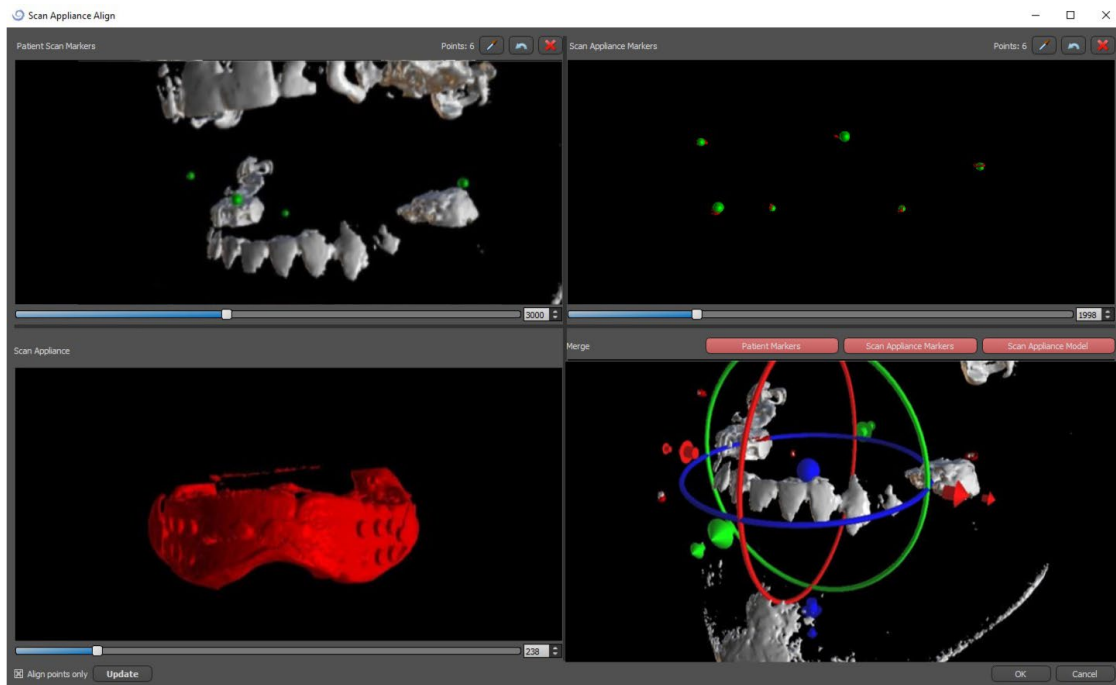 Scan Appliance Align
Patient Scan Markers
Points: 6
Scan Appliance Markers
Points: 6
3000
1998
Scan Appliance
Merge
Patient Markers
Scan Appliance Markers
Scan Appliance Model
238
Align points only
Update
OK
Cancel